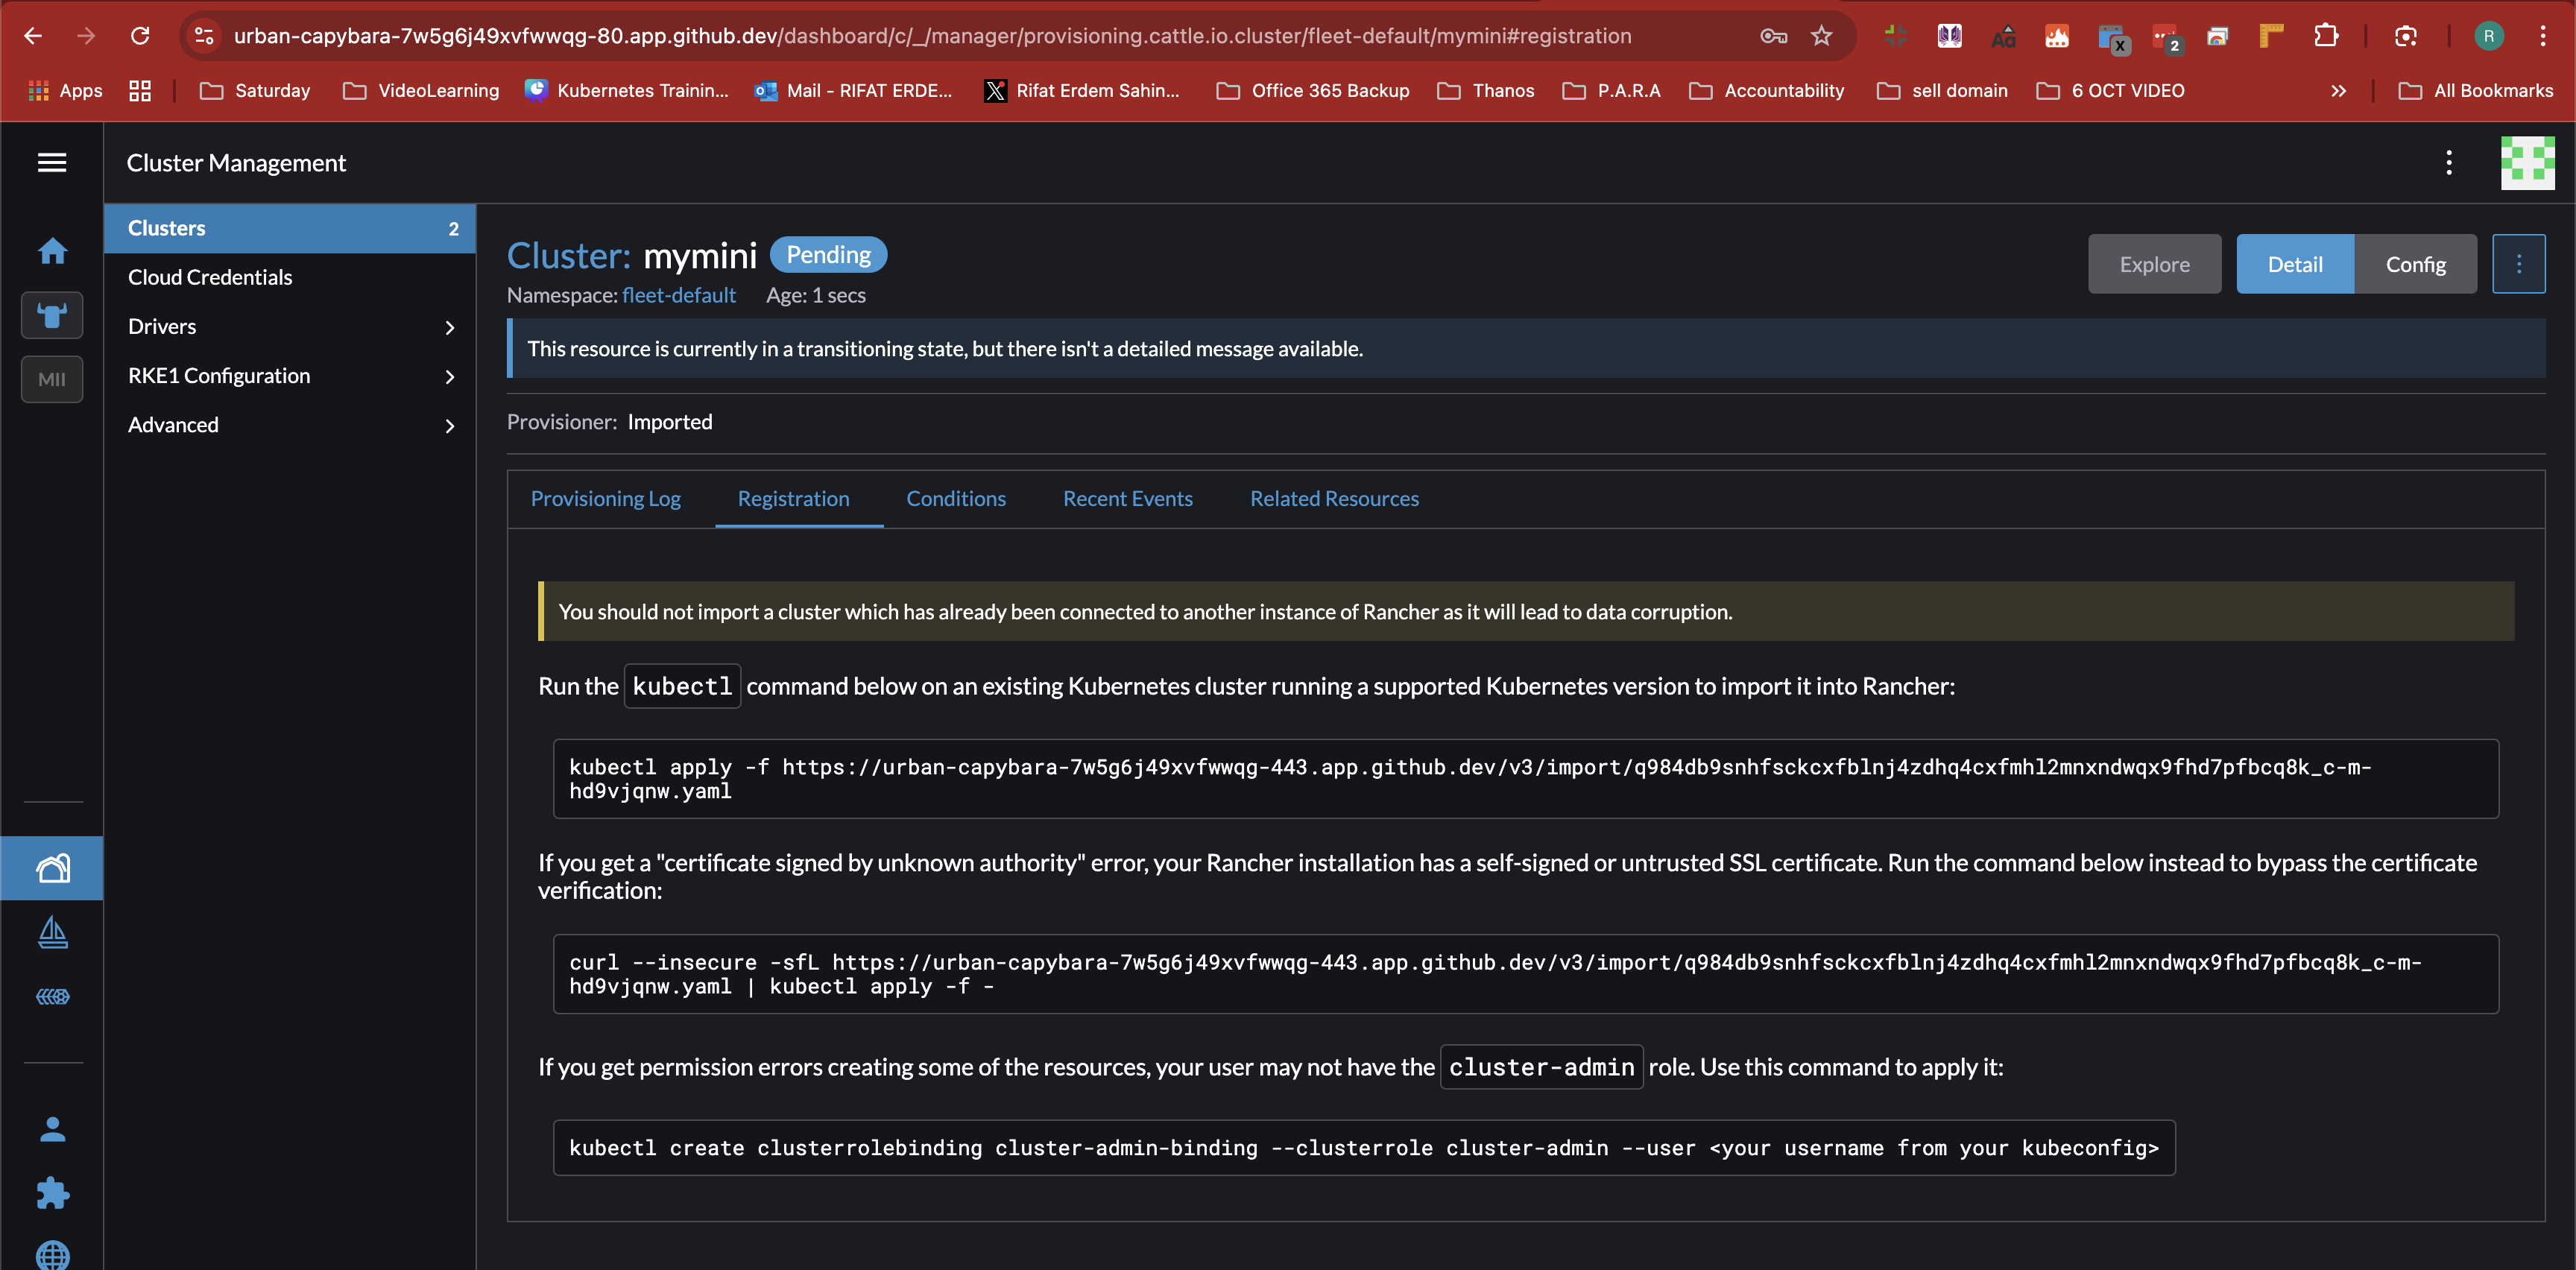 urban-capybara-7w5g6j49xvfwwqg-80.app.github.dev/dashboard/c/_/manager/provisioning.cattle.io.cluster/fleet-default/mymini#registration
X
2
R
Apps
Saturday
VideoLearning
Kubernetes Trainin...
Mail - RIFAT ERDE...
Rifat Erdem Sahin...
Office 365 Backup
Thanos
P.A.R.A
Accountability
sell domain
6 OCT VIDEO
All Bookmarks
Cluster Management
Clusters 2
Cloud Credentials
Drivers
RKE1 Configuration
Advanced
MII
Cluster: mymini Pending
Namespace: fleet-default Age: 1 secs
Explore
Detail
Config
This resource is currently in a transitioning state, but there isn't a detailed message available.
Provisioner: Imported
Provisioning Log
Registration
Conditions
Recent Events
Related Resources
You should not import a cluster which has already been connected to another instance of Rancher as it will lead to data corruption.
Run the kubectl command below on an existing Kubernetes cluster running a supported Kubernetes version to import it into Rancher:
kubectl apply -f https://urban-capybara-7w5g6j49xvfwwqg-443.app.github.dev/v3/import/q984db9snhfsckcxfblnj4zdhq4cxfmhl2mnxndwqx9fhd7pfbcq8k_c-m-
hd9vjqnw.yaml
If you get a "certificate signed by unknown authority" error, your Rancher installation has a self-signed or untrusted SSL certificate. Run the command below instead to bypass the certificate
verification:
curl --insecure -sfL https://urban-capybara-7w5g6j49xvfwwqg-443.app.github.dev/v3/import/q984db9snhfsckcxfblnj4zdhq4cxfmhl2mnxndwqx9fhd7pfbcq8k_c-m-
hd9vjqnw.yaml | kubectl apply -f -
If you get permission errors creating some of the resources, your user may not have the cluster-admin role. Use this command to apply it:
kubectl create clusterrolebinding cluster-admin-binding --clusterrole cluster-admin --user <your username from your kubeconfig>